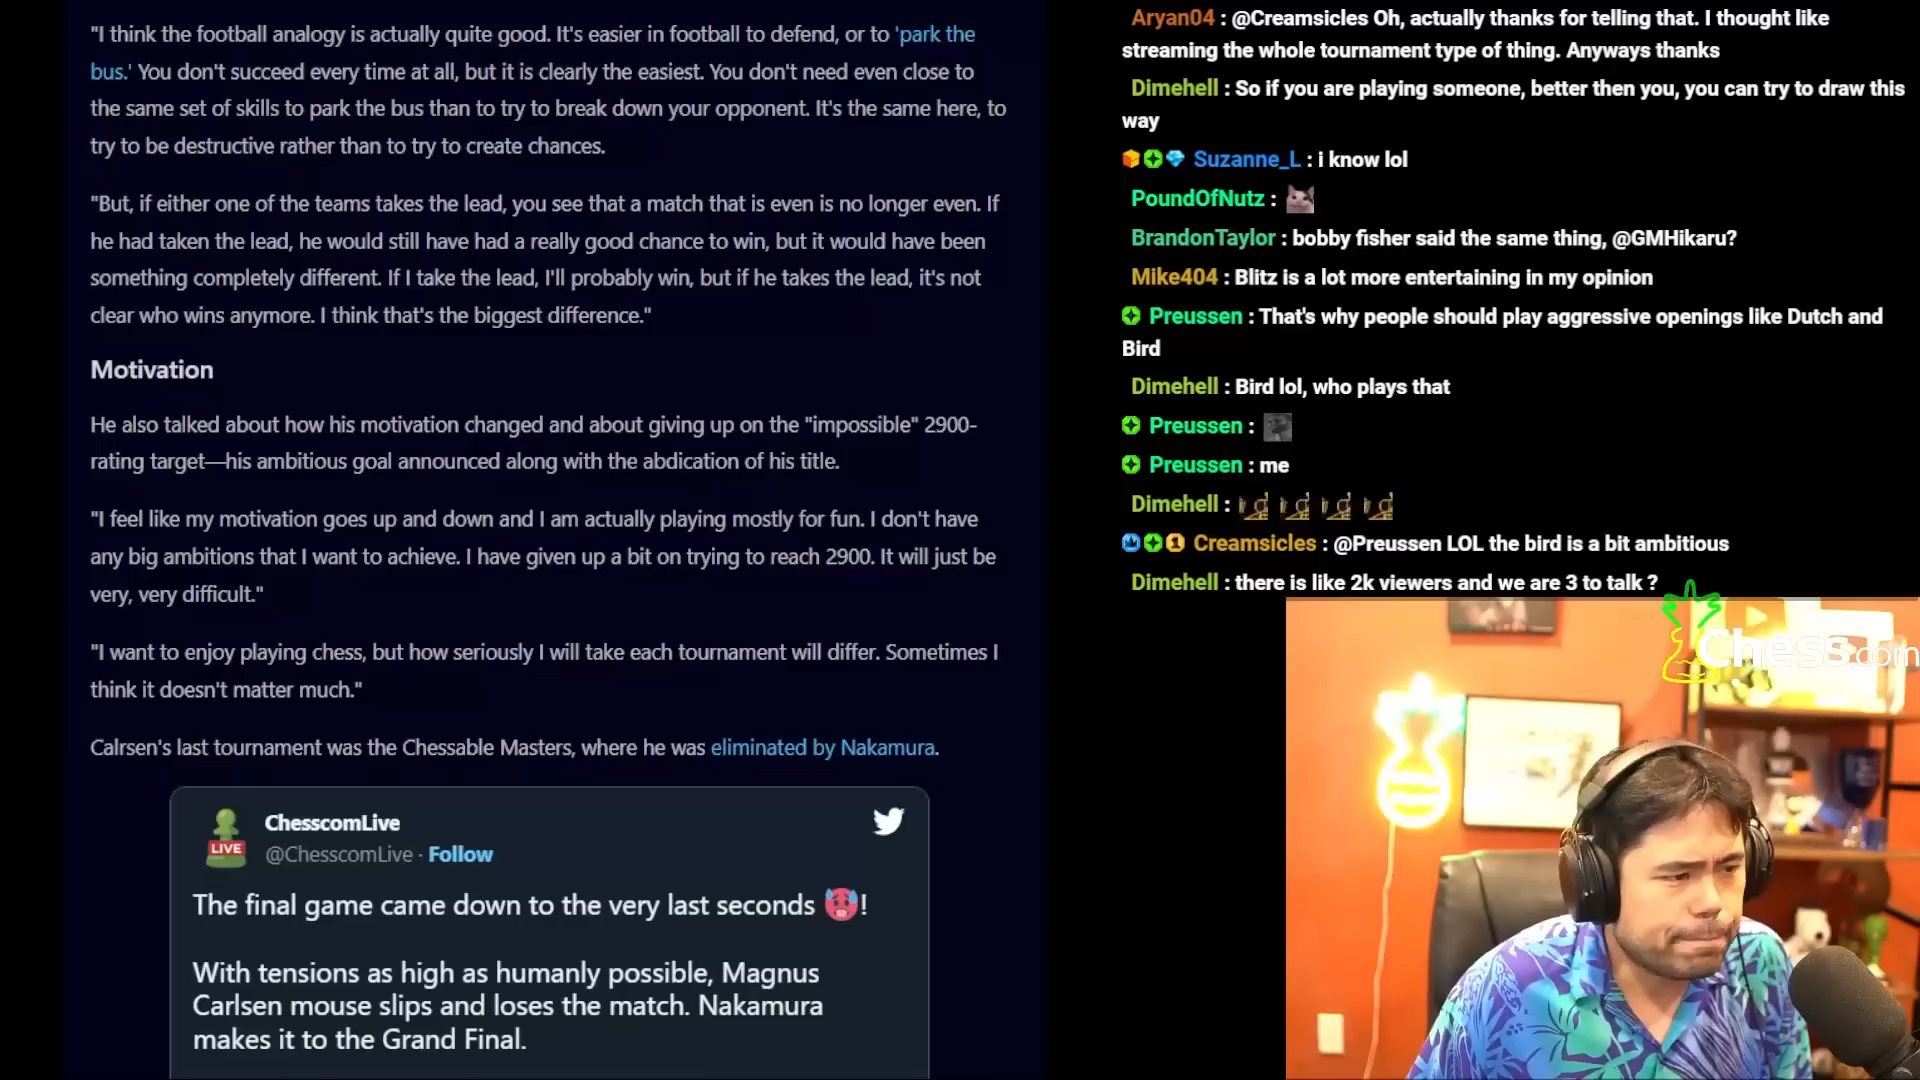 "I think the football analogy is actually quite good. It's easier in football to defend, or to 'park the
bus.' You don't succeed every time at all, but it is clearly the easiest. You don't need even close to
the same set of skills to park the bus than to try to break down your opponent. It's the same here, to
try to be destructive rather than to try to create chances.
"But, if either one of the teams takes the lead, you see that a match that is even is no longer even. If
he had taken the lead, he would still have had a really good chance to win, but it would have been
something completely different. If I take the lead, I'll probably win, but if he takes the lead, it's not
clear who wins anymore. I think that's the biggest difference."
Motivation
He also talked about how his motivation changed and about giving up on the "impossible" 2900-
rating target—his ambitious goal announced along with the abdication of his title.
"I feel like my motivation goes up and down and I am actually playing mostly for fun. I don't have
any big ambitions that I want to achieve. I have given up a bit on trying to reach 2900. It will just be
very, very difficult."
"I want to enjoy playing chess, but how seriously I will take each tournament will differ. Sometimes I
think it doesn't matter much."
Calrsen's last tournament was the Chessable Masters, where he was eliminated by Nakamura.
LIVE
ChesscomLive
@ChesscomLive · Follow
The final game came down to the very last seconds 🥵!
With tensions as high as humanly possible, Magnus
Carlsen mouse slips and loses the match. Nakamura
makes it to the Grand Final.
Aryan04 : @Creamsicles Oh, actually thanks for telling that. I thought like
streaming the whole tournament type of thing. Anyways thanks
Dimehell : So if you are playing someone, better then you, you can try to draw this
way
Suzanne_L : i know lol
PoundOfNutz :
BrandonTaylor : bobby fisher said the same thing, @GMHikaru?
Mike404 : Blitz is a lot more entertaining in my opinion
Preussen : That's why people should play aggressive openings like Dutch and
Bird
Dimehell : Bird lol, who plays that
Preussen :
Preussen : me
Dimehell :
1 Creamsicles : @Preussen LOL the bird is a bit ambitious
Dimehell : there is like 2k viewers and we are 3 to talk ?
Chess.com